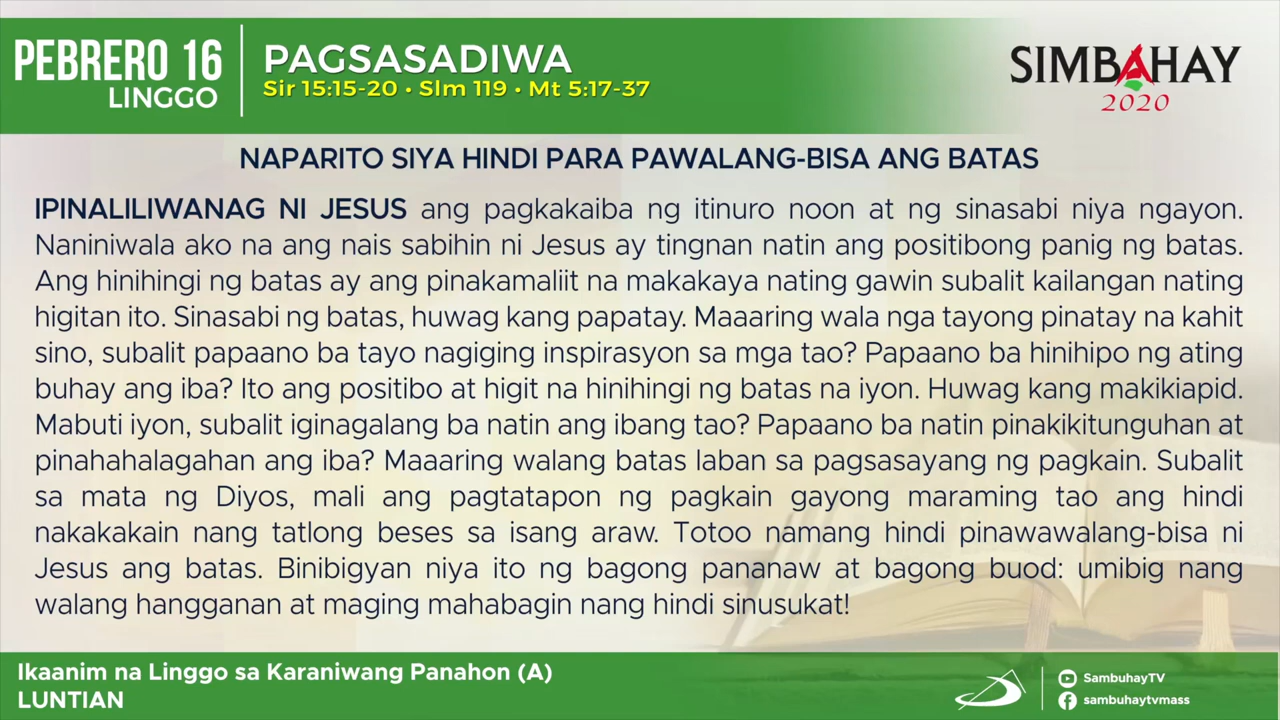 PEBRERO 16
LINGGO
PAGSASADIWA
Sir 15:15-20 • Slm 119 • Mt 5:17-37
SIMBAHAY
2020
NAPARITO SIYA HINDI PARA PAWALANG-BISA ANG BATAS
IPINALILIWANAG NI JESUS ang pagkakaiba ng itinuro noon at ng sinasabi niya ngayon.
Naniniwala ako na ang nais sabihin ni Jesus ay tingnan natin ang positibong panig ng batas.
Ang hinihingi ng batas ay ang pinakamaliit na makakaya nating gawin subalit kailangan nating
higitan ito. Sinasabi ng batas, huwag kang papatay. Maaaring wala nga tayong pinatay na kahit
sino, subalit papaano ba tayo nagiging inspirasyon sa mga tao? Papaano ba hinihipo ng ating
buhay ang iba? Ito ang positibo at higit na hinihingi ng batas na iyon. Huwag kang makikiapid.
Mabuti iyon, subalit iginagalang ba natin ang ibang tao? Papaano ba natin pinakikitunguhan at
pinahahalagahan ang iba? Maaaring walang batas laban sa pagsasayang ng pagkain. Subalit
sa mata ng Diyos, mali ang pagtatapon ng pagkain gayong maraming tao ang hindi
nakakakain nang tatlong beses sa isang araw. Totoo namang hindi pinawawalang-bisa ni
Jesus ang batas. Binibigyan niya ito ng bagong pananaw at bagong buod: umibig nang
walang hangganan at maging mahabagin nang hindi sinusukat!
Ikaanim na Linggo sa Karaniwang Panahon (A)
LUNTIAN
SambuhayTV
sambuhaytvmass